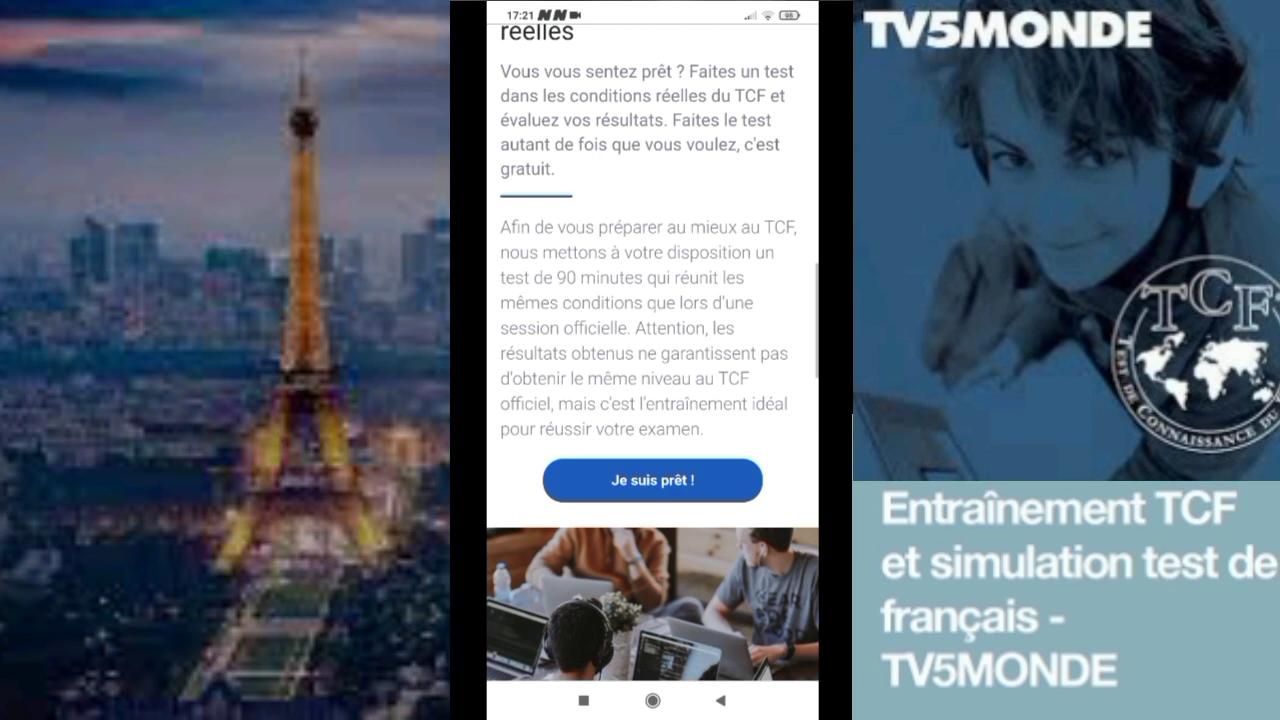 17:21
98
réelles
Vous vous sentez prêt ? Faites un test
dans les conditions réelles du TCF et
évaluez vos résultats. Faites le test
autant de fois que vous voulez, c'est
gratuit.
Afin de vous préparer au mieux au TCF,
nous mettons à votre disposition un
test de 90 minutes qui réunit les
mêmes conditions que lors d'une
session officielle. Attention, les
résultats obtenus ne garantissent pas
d'obtenir le même niveau au TCF
officiel, mais c'est l'entraînement idéal
pour réussir votre examen.
Je suis prêt !
TV5MONDE
TCF
TEST DE CONNAISSANCE DU
Entraînement TCF
et simulation test de
français -
TV5MONDE